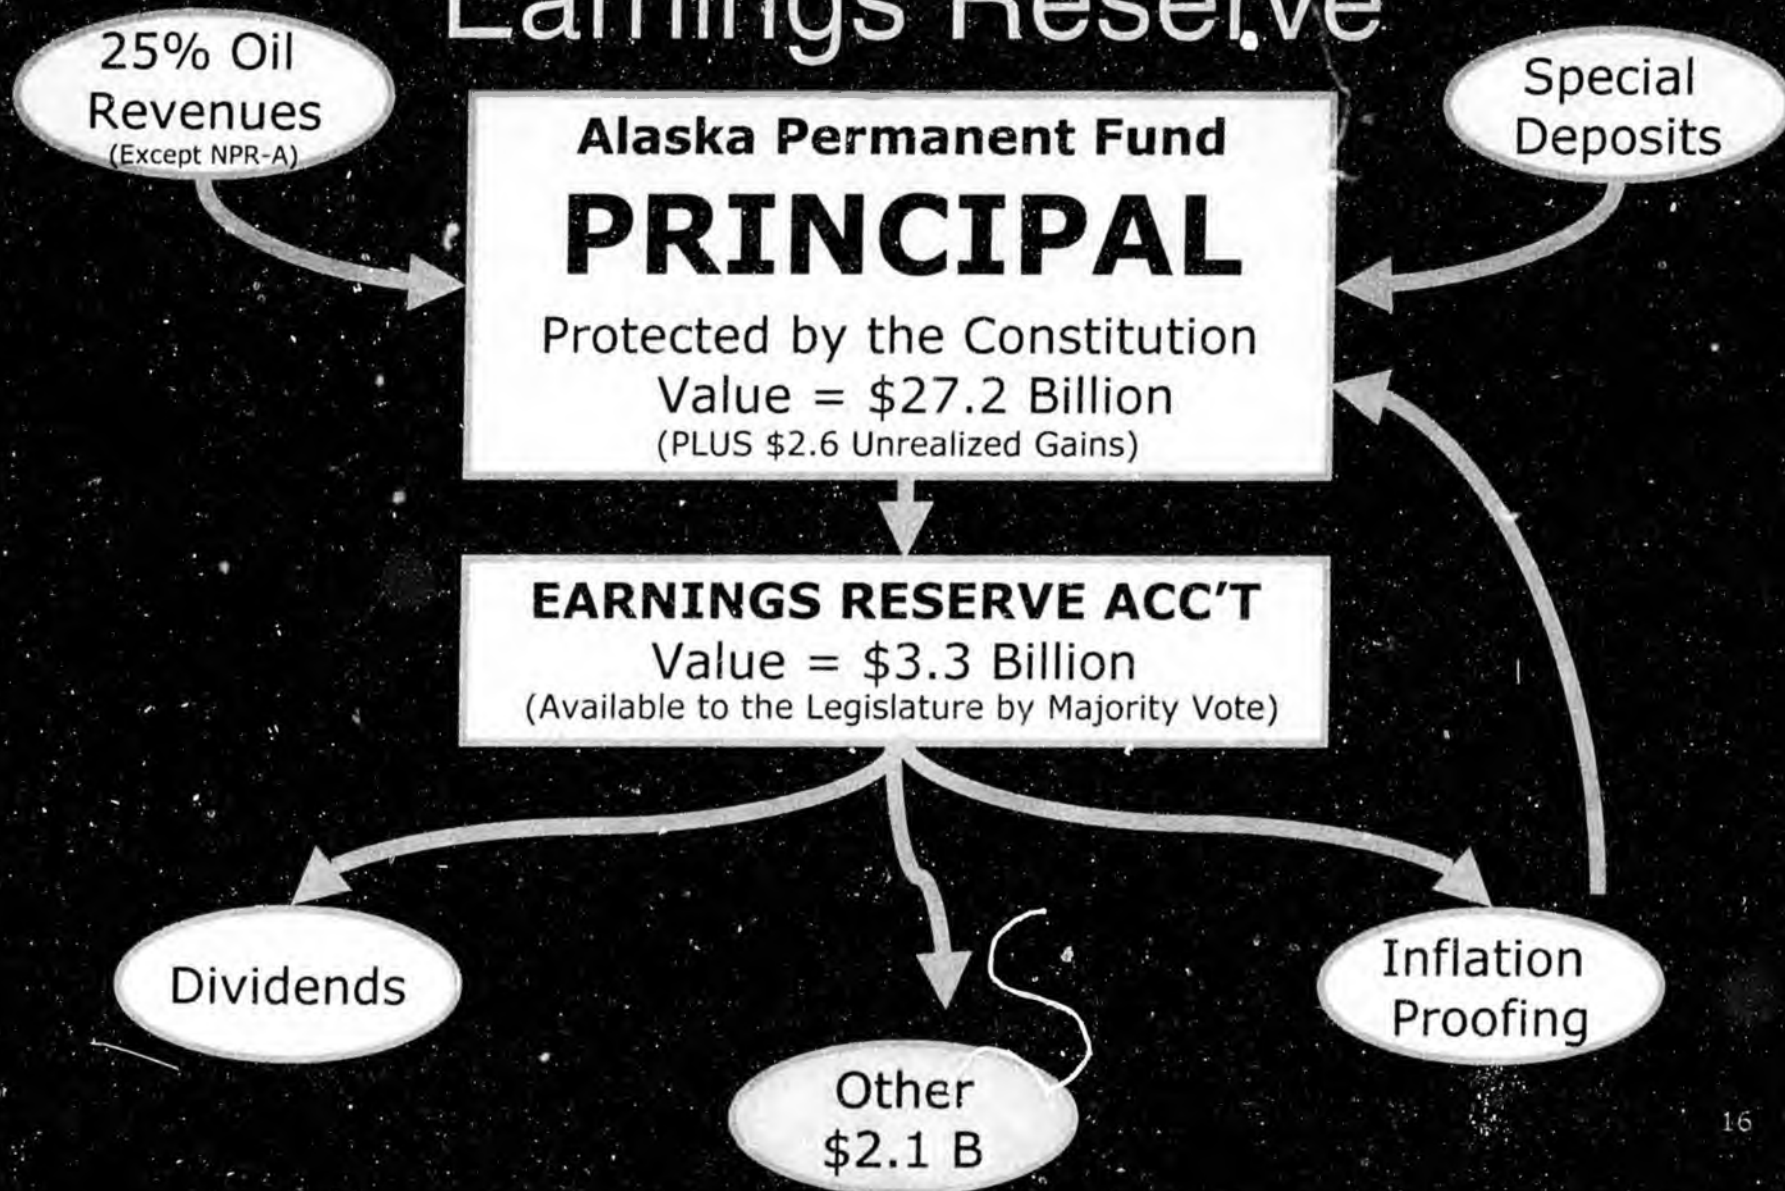 Earnings Reserve
25% Oil
Revenues
(Except NPR-A)
Special
Deposits
Alaska Permanent Fund
PRINCIPAL
Protected by the Constitution
Value = $27.2 Billion
(PLUS $2.6 Unrealized Gains)
EARNINGS RESERVE ACC'T
Value = $3.3 Billion
(Available to the Legislature by Majority Vote)
Dividends
Inflation
Proofing
Other
$2.1 B
16